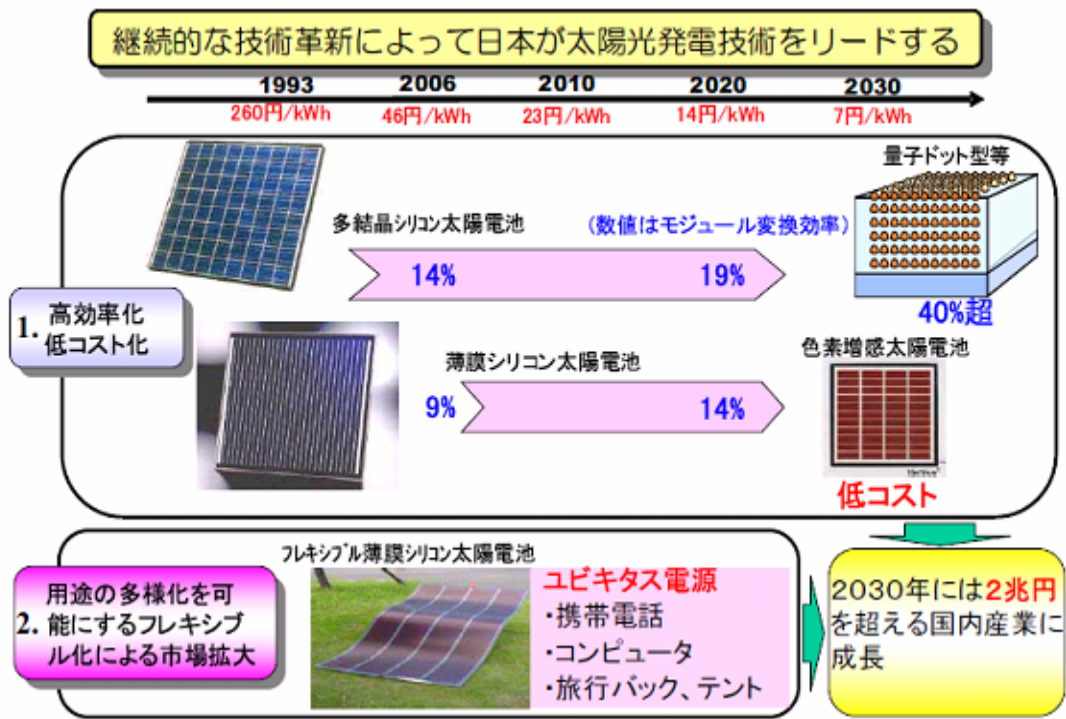 継続的な技術革新によって日本が太陽光発電技術をリードする
1993 2006 2010 2020 2030
260円/kWh 46円/kWh 23円/kWh 14円/kWh 7円/kWh
量子ドット型等
多結晶シリコン太陽電池
(数値はモジュール変換効率)
14% 19%
40%超
1. 高効率化
低コスト化
薄膜シリコン太陽電池
色素増感太陽電池
9% 14%
低コスト
フレキシブル薄膜シリコン太陽電池
2. 用途の多様化を可
能にするフレキシブ
ル化による市場拡大
ユビキタス電源
・携帯電話
・コンピュータ
・旅行バック、テント
2030年には2兆円
を超える国内産業に
成長